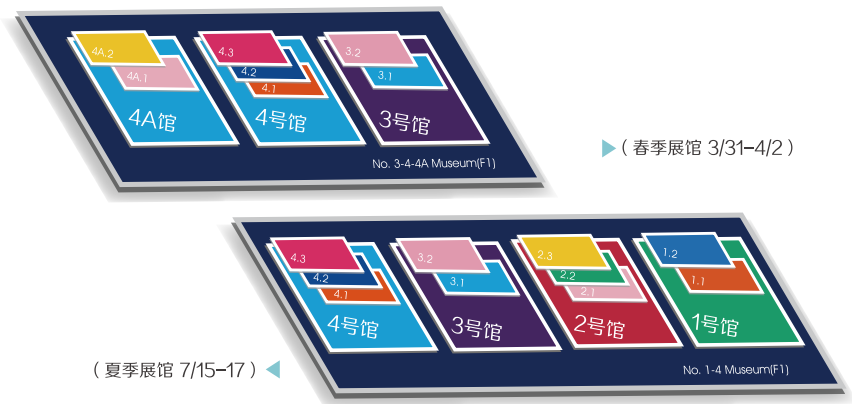 4A.2
4A.1
4A馆
4.3
4.2
4.1
4号馆
3.2
3.1
3号馆
No. 3-4-4A Museum(F1)
（春季展馆 3/31-4/2）
4.3
4.2
4.1
4号馆
3.2
3.1
3号馆
2.3
2.2
2.1
2号馆
1.2
1.1
1号馆
No. 1-4 Museum(F1)
（夏季展馆 7/15-17）